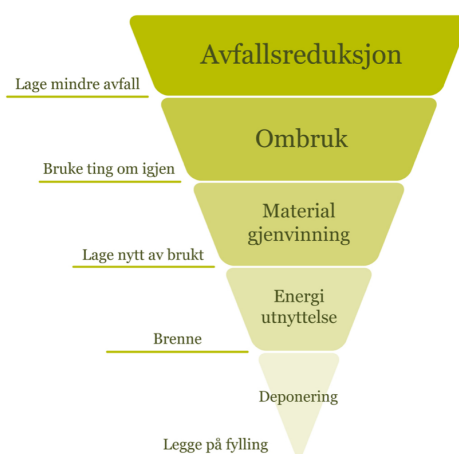 Avfallsreduksjon
Lage mindre avfall
Ombruk
Bruke ting om igjen
Material
gjenvinning
Lage nytt av brukt
Energi
utnyttelse
Brenne
Deponering
Legge på fylling